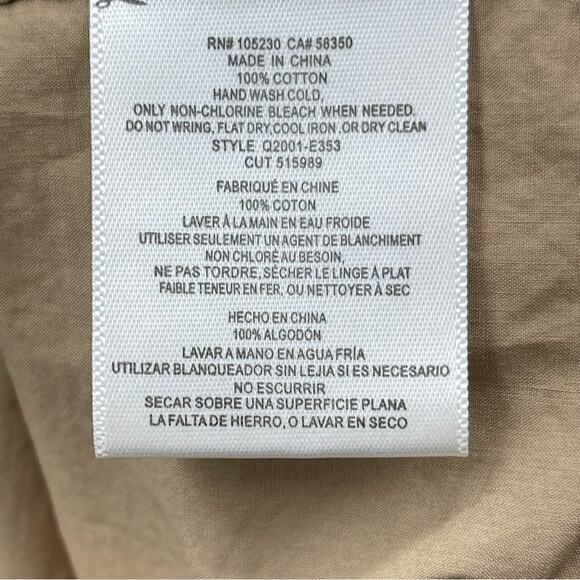 RN# 105230 CA# 58350
MADE IN CHINA
100% COTTON
HAND WASH COLD,
ONLY NON-CHLORINE BLEACH WHEN NEEDED.
DO NOT WRING, FLAT DRY,COOL IRON .OR DRY CLEAN
STYLE Q2001-E353
CUT 515989
FABRIQUÉ EN CHINE
100% COTON
LAVER À LA MAIN EN EAU FROIDE
UTILISER SEULEMENT UN AGENT DE BLANCHIMENT
NON CHLORÉ AU BESOIN,
NE PAS TORDRE, SÉCHER LE LINGE À PLAT
FAIBLE TENEUR EN FER, OU NETTOYER À SEC
HECHO EN CHINA
100% ALGODÓN
LAVAR A MANO EN AGUA FRÍA
UTILIZAR BLANQUEADOR SIN LEJIA SI ES NECESARIO
NO ESCURRIR
SECAR SOBRE UNA SUPERFICIE PLANA
LA FALTA DE HIERRO, O LAVAR EN SECO